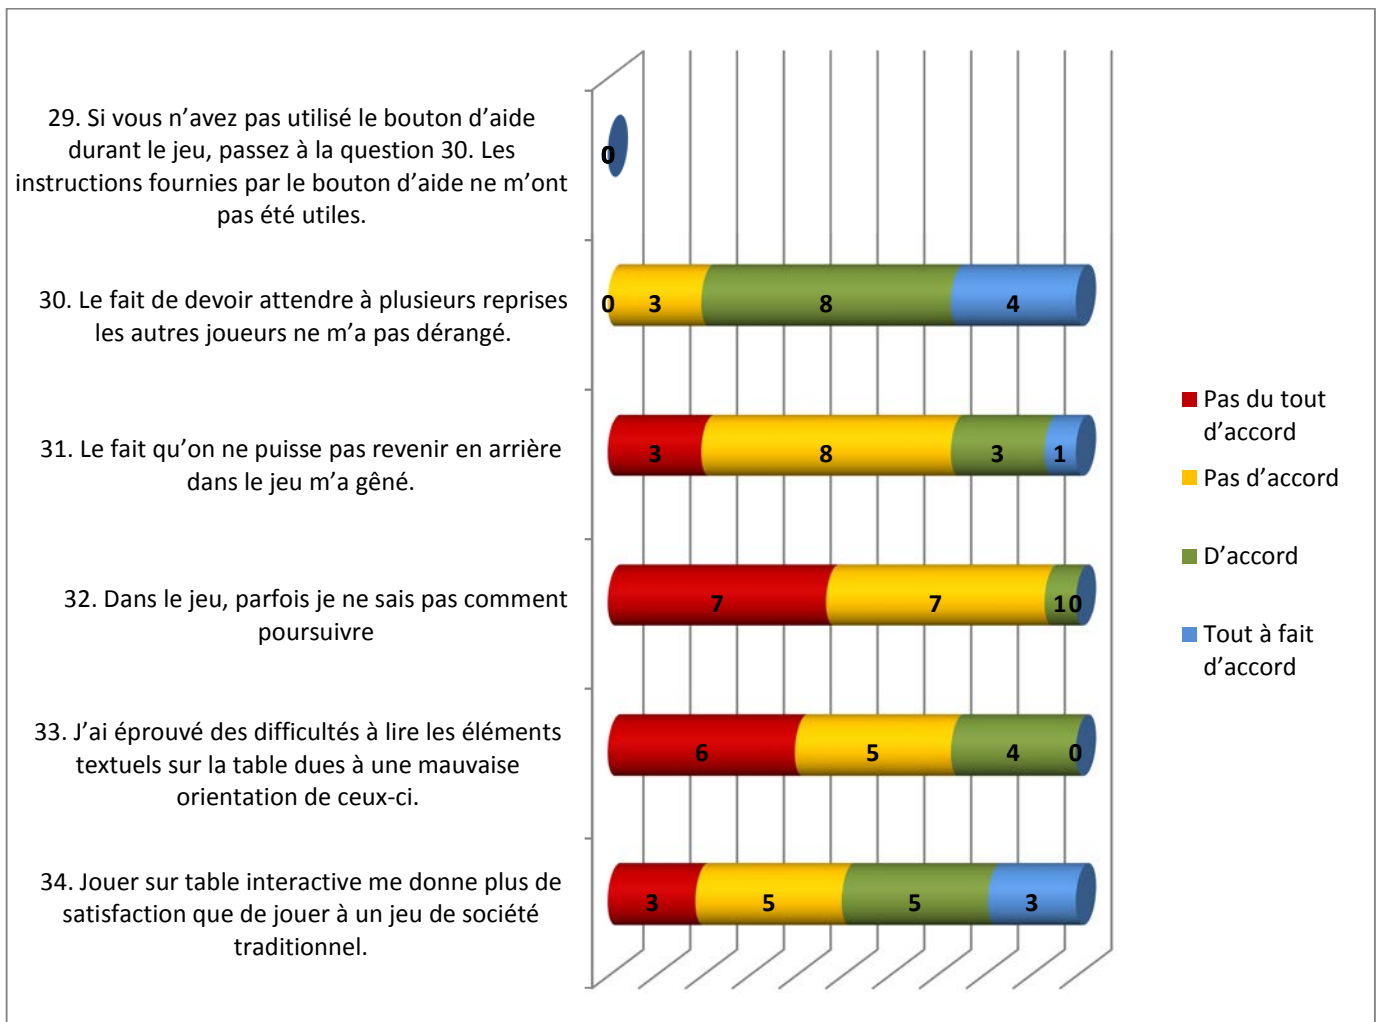 29. Si vous n’avez pas utilisé le bouton d’aide
durant le jeu, passez à la question 30. Les
instructions fournies par le bouton d’aide ne m’ont
pas été utiles.
0
30. Le fait de devoir attendre à plusieurs reprises
les autres joueurs ne m’a pas dérangé.
0 3 8 4
31. Le fait qu’on ne puisse pas revenir en arrière
dans le jeu m’a gêné.
3 8 3 1
32. Dans le jeu, parfois je ne sais pas comment
poursuivre
7 7 1 0
33. J’ai éprouvé des difficultés à lire les éléments
textuels sur la table dues à une mauvaise
orientation de ceux-ci.
6 5 4 0
34. Jouer sur table interactive me donne plus de
satisfaction que de jouer à un jeu de société
traditionnel.
3 5 5 3
Pas du tout
d’accord
Pas d’accord
D’accord
Tout à fait
d’accord